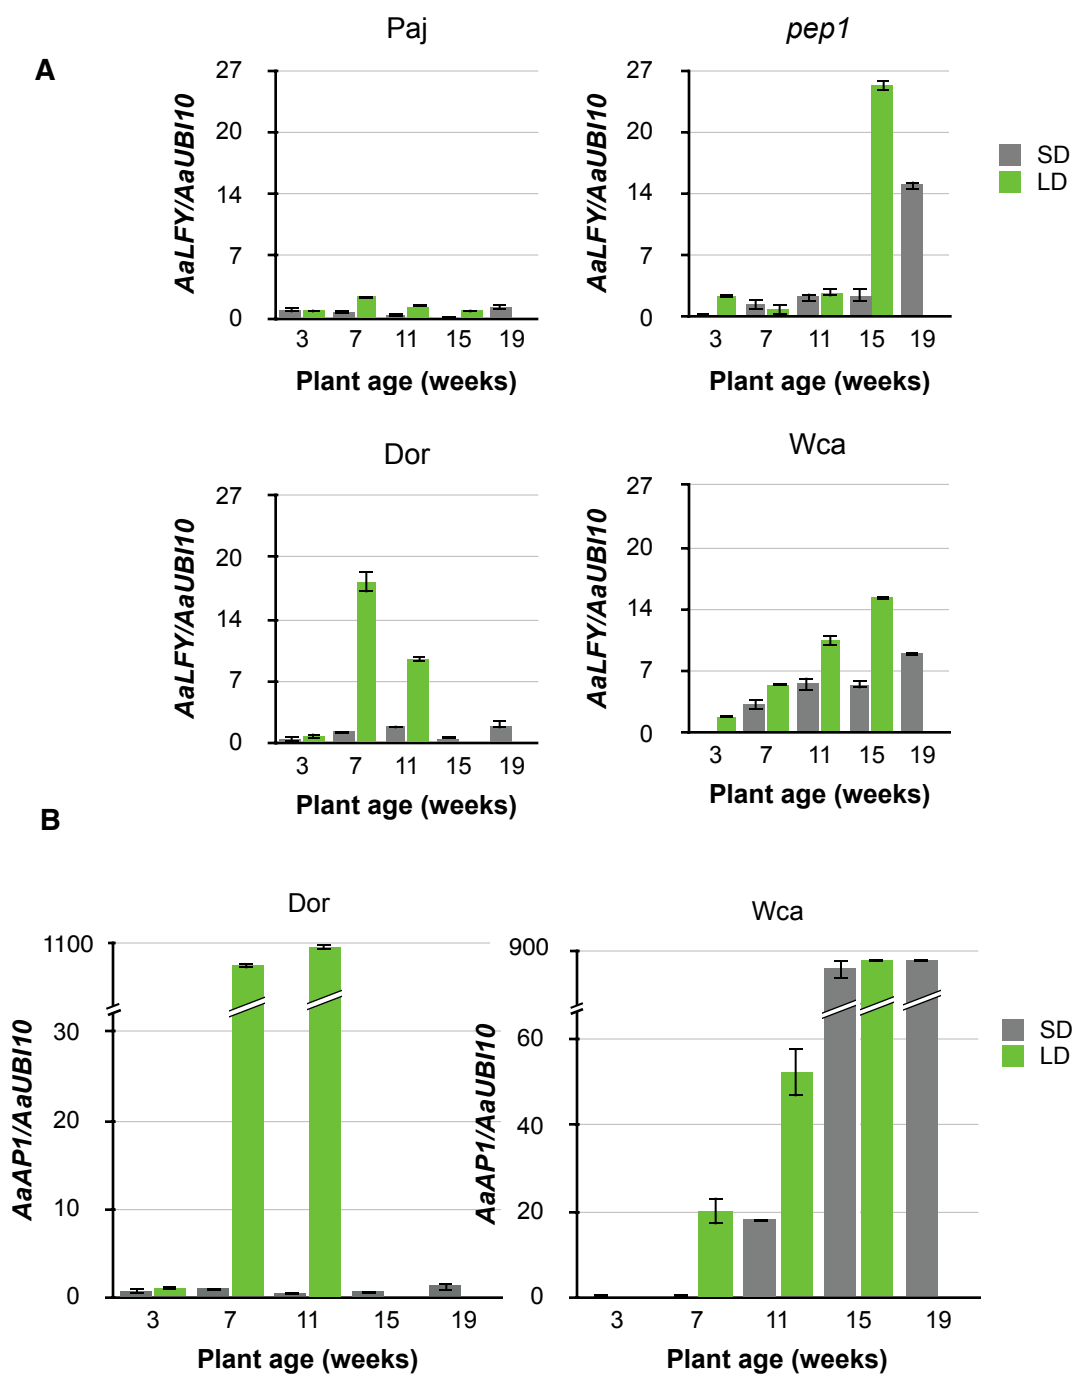 A
Paj
AaLFY/AaUBI10
27
20
14
7
0
3 7 11 15 19
Plant age (weeks)
pep1
AaLFY/AaUBI10
27
20
14
7
0
3 7 11 15 19
Plant age (weeks)
SD
LD
Dor
AaLFY/AaUBI10
27
20
14
7
0
3 7 11 15 19
Plant age (weeks)
Wca
AaLFY/AaUBI10
27
20
14
7
0
3 7 11 15 19
Plant age (weeks)
B
Dor
AaAP1/AaUBI10
1100
30
20
10
0
3 7 11 15 19
Plant age (weeks)
Wca
AaAP1/AaUBI10
900
60
40
20
0
3 7 11 15 19
Plant age (weeks)
SD
LD